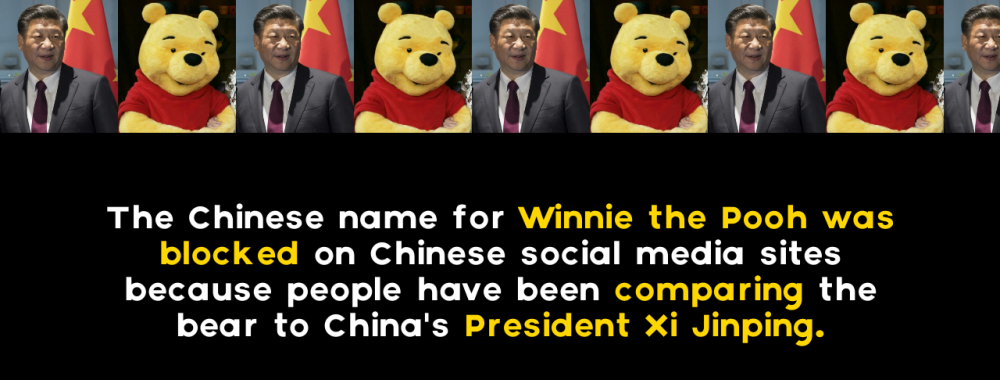 The Chinese name for Winnie the Pooh was
blocked on Chinese social media sites
because people have been comparing the
bear to China's President Xi Jinping.